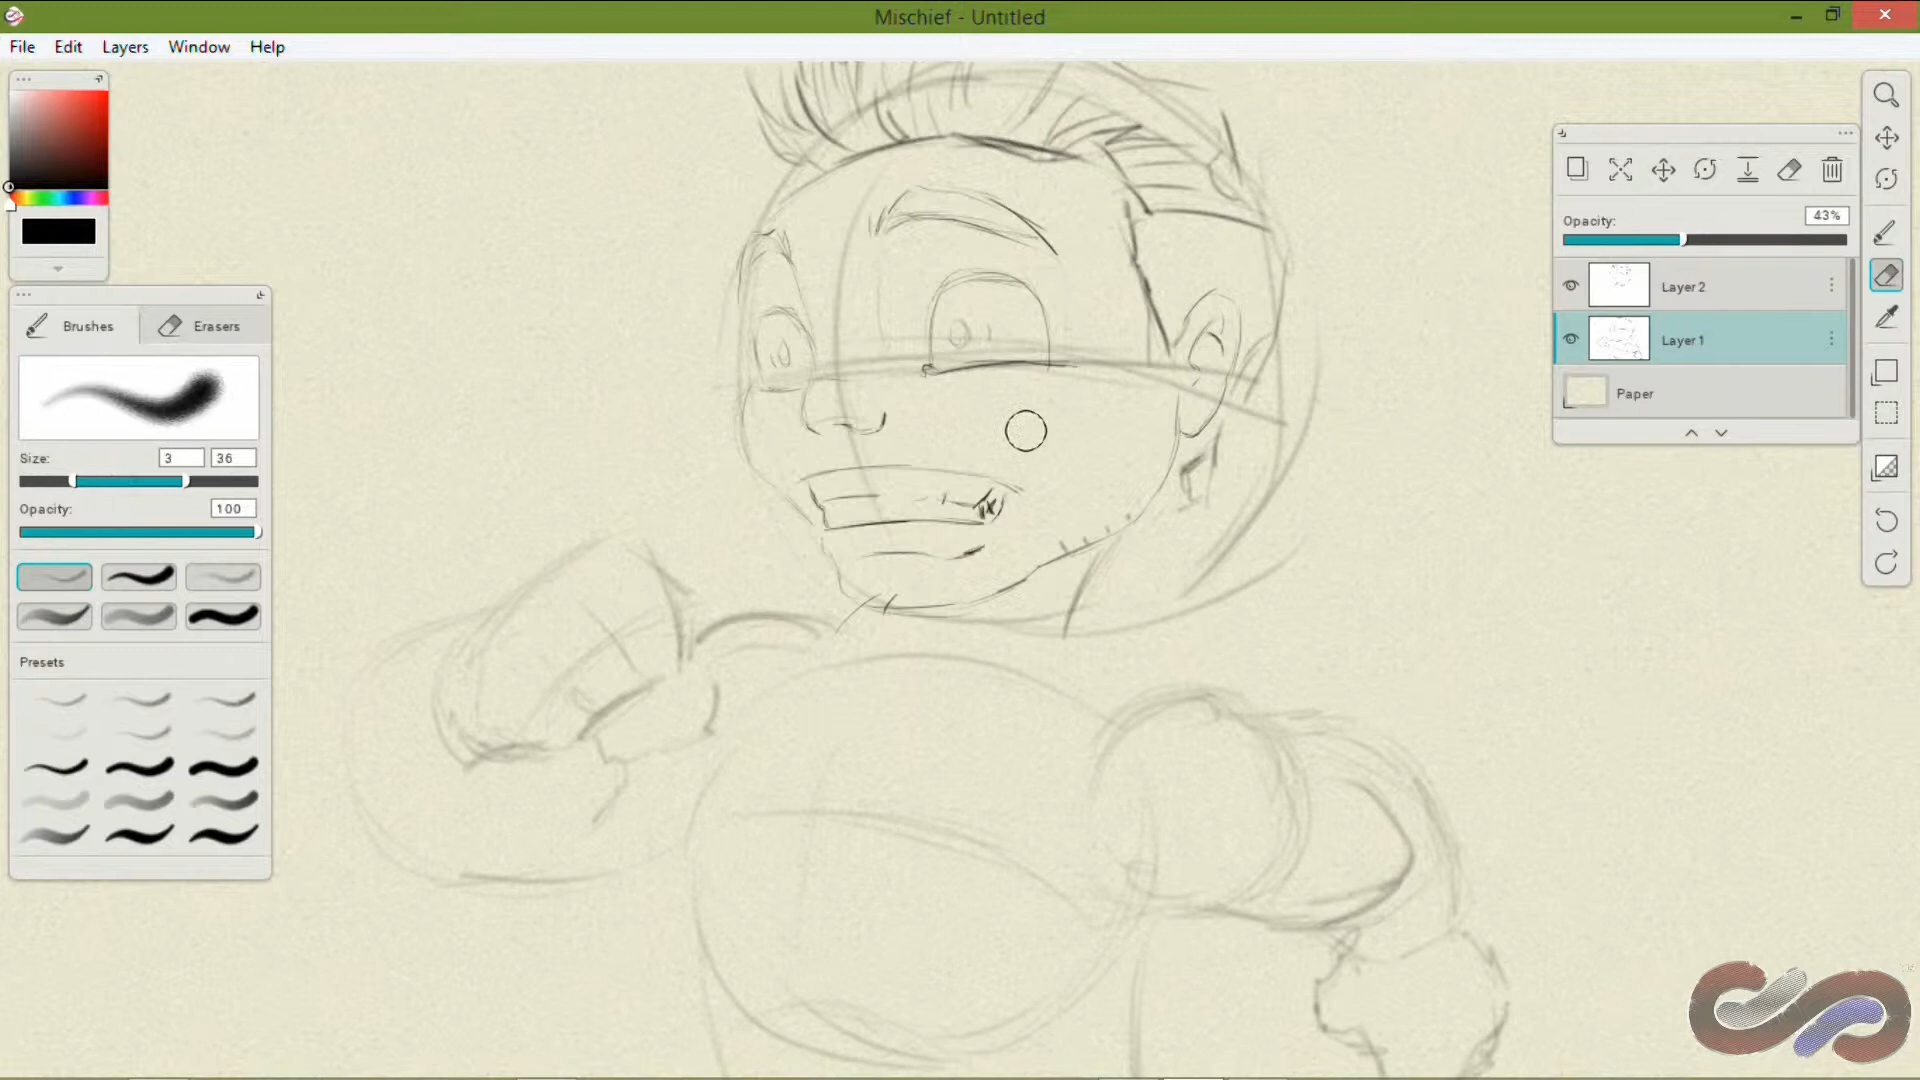 Mischief - Untitled
File Edit Layers Window Help
Brushes Erasers
Size: 3 36
Opacity: 100
Presets
Opacity: 43%
Layer 2
Layer 1
Paper